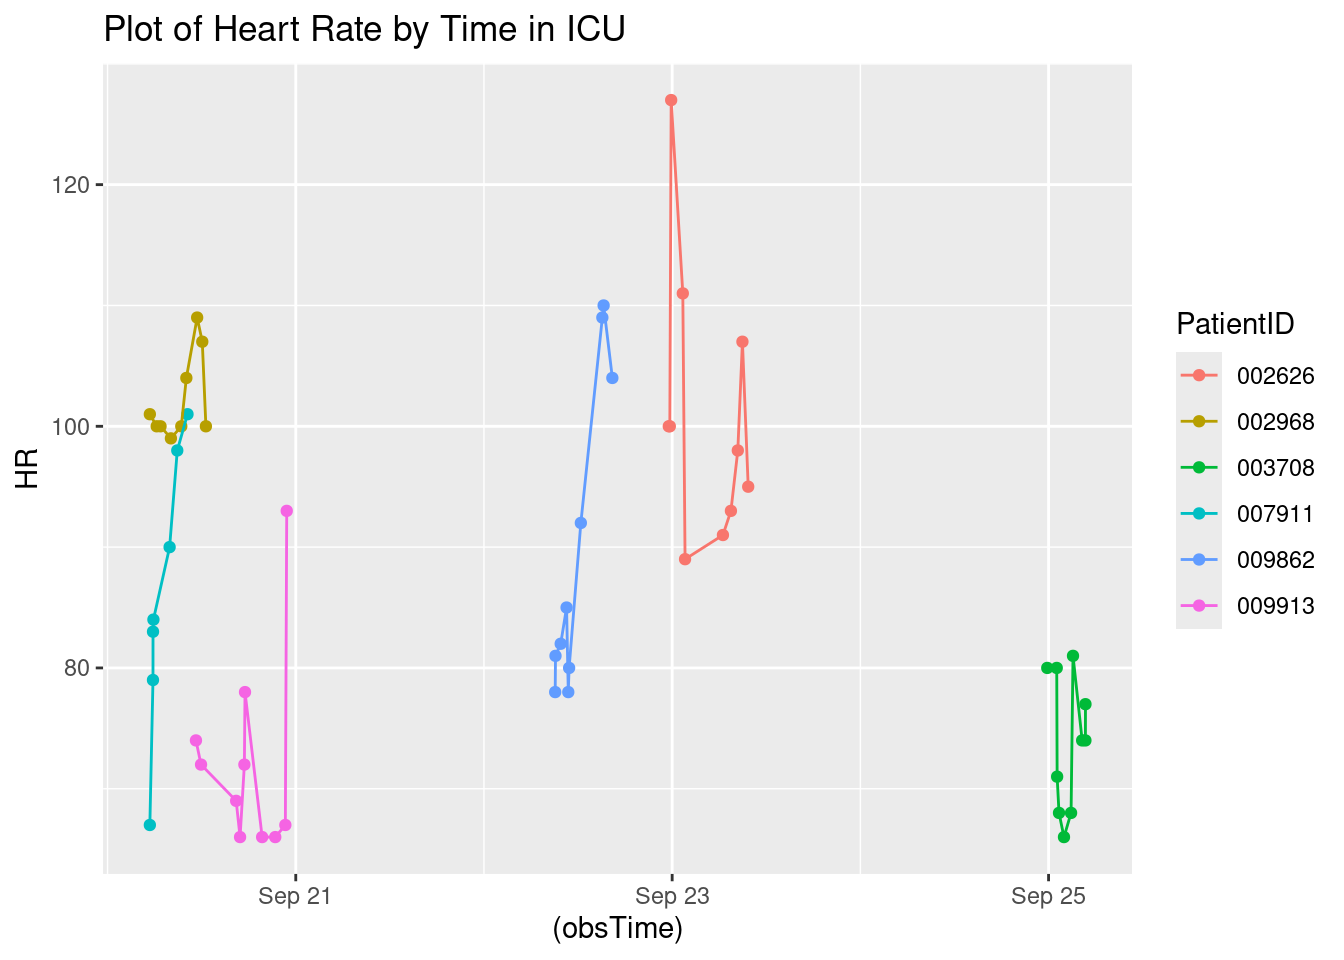 Plot of Heart Rate by Time in ICU
HR
120
100
80
Sep 21
Sep 23
Sep 25
(obsTime)
PatientID
002626
002968
003708
007911
009862
009913